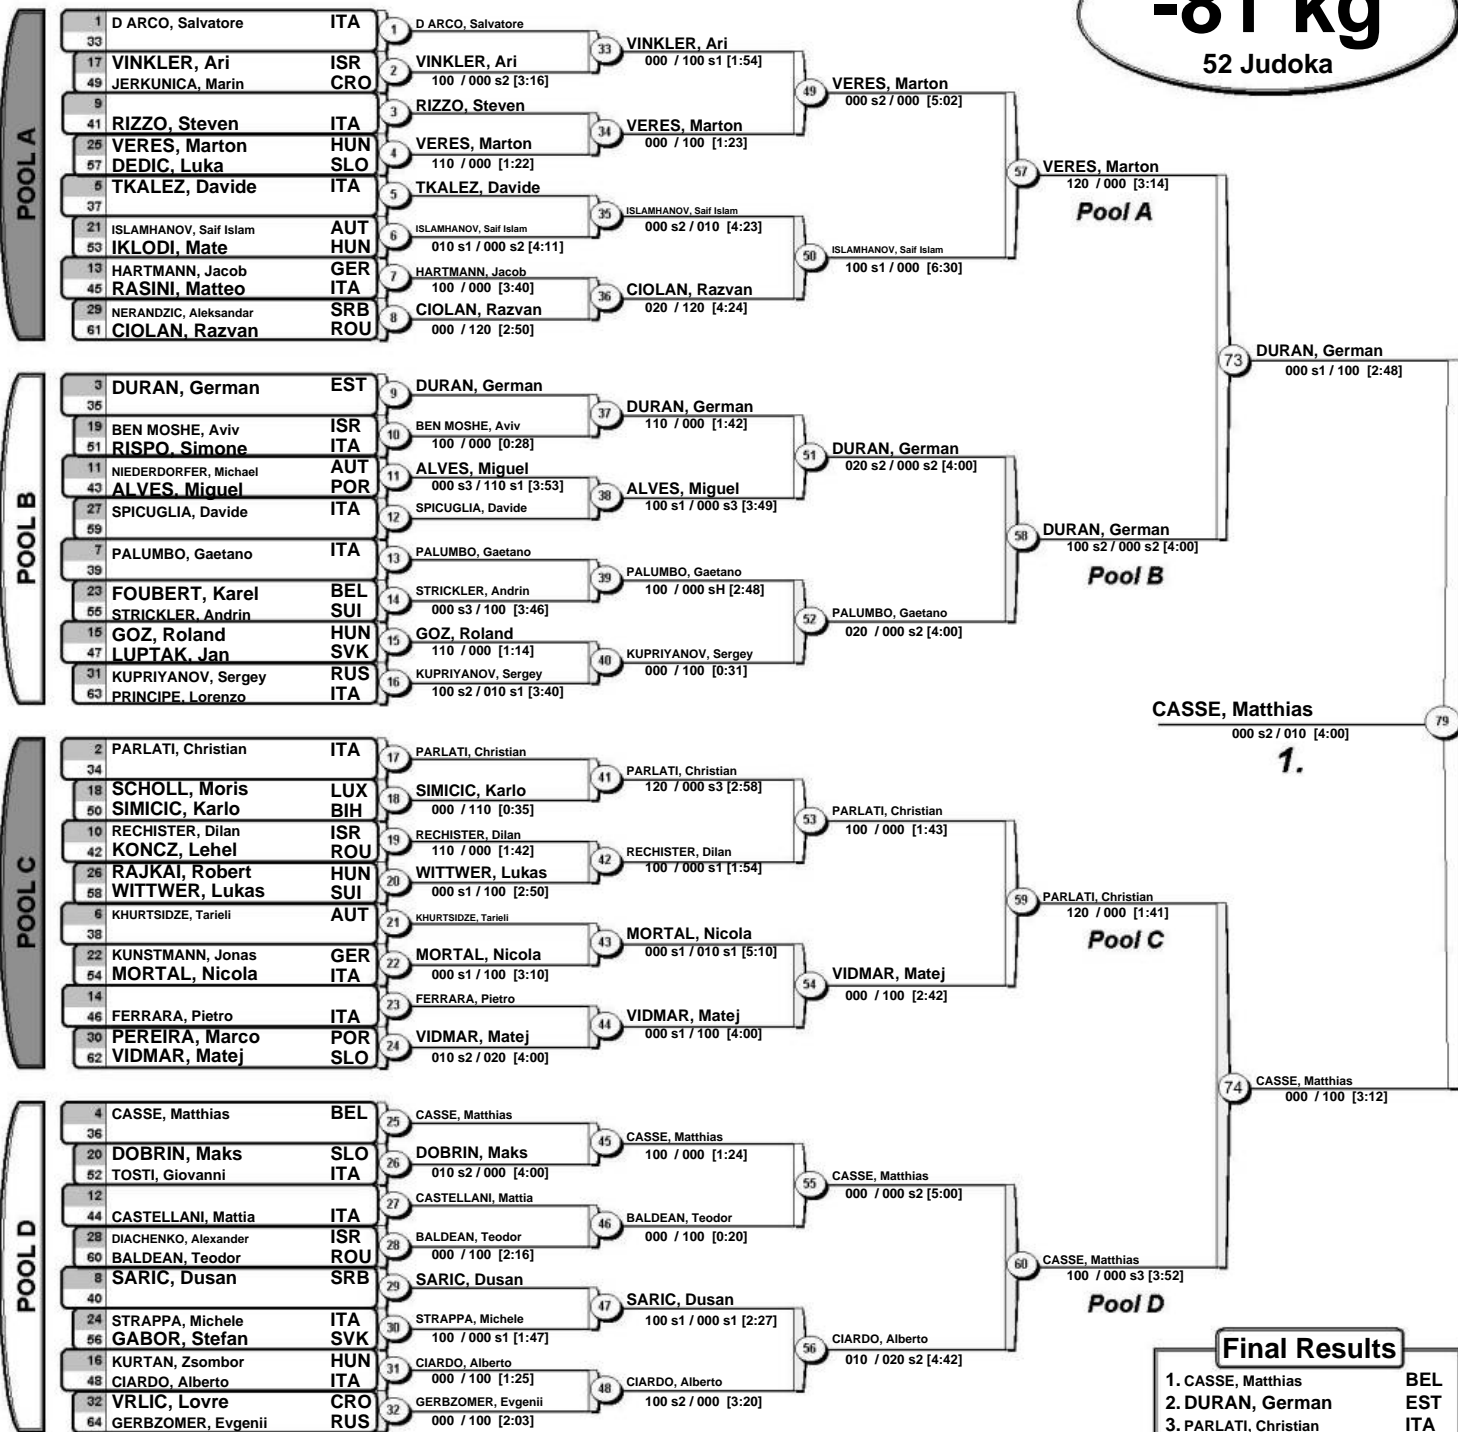 -81 kg
52 Judoka
POOL A
1 D ARCO, Salvatore ITA
33
17 VINKLER, Ari ISR
49 JERKUNICA, Marin CRO
9
41 RIZZO, Steven ITA
25 VERES, Marton HUN
57 DEDIC, Luka SLO
5 TKALEZ, Davide ITA
37
21 ISLAMHANOV, Saif Islam AUT
53 IKLODI, Mate HUN
13 HARTMANN, Jacob GER
45 RASINI, Matteo ITA
29 NERANDZIC, Aleksandar SRB
61 CIOLAN, Razvan ROU
1 D ARCO, Salvatore
2 VINKLER, Ari
100 / 000 s2 [3:16]
3 RIZZO, Steven
4 VERES, Marton
110 / 000 [1:22]
5 TKALEZ, Davide
6 ISLAMHANOV, Saif Islam
010 s1 / 000 s2 [4:11]
7 HARTMANN, Jacob
100 / 000 [3:40]
8 CIOLAN, Razvan
000 / 120 [2:50]
33 VINKLER, Ari
000 / 100 s1 [1:54]
34 VERES, Marton
000 / 100 [1:23]
35 ISLAMHANOV, Saif Islam
000 s2 / 010 [4:23]
36 CIOLAN, Razvan
020 / 120 [4:24]
49 VERES, Marton
000 s2 / 000 [5:02]
50 ISLAMHANOV, Saif Islam
100 s1 / 000 [6:30]
57 VERES, Marton
120 / 000 [3:14]
Pool A
POOL B
3 DURAN, German EST
35
19 BEN MOSHE, Aviv ISR
51 RISPO, Simone ITA
11 NIEDERDORFER, Michael AUT
43 ALVES, Miguel POR
27 SPICUGLIA, Davide ITA
59
7 PALUMBO, Gaetano ITA
39
23 FOUBERT, Karel BEL
55 STRICKLER, Andrin SUI
15 GOZ, Roland HUN
47 LUPTAK, Jan SVK
31 KUPRIYANOV, Sergey RUS
63 PRINCIPE, Lorenzo ITA
9 DURAN, German
10 BEN MOSHE, Aviv
100 / 000 [0:28]
11 ALVES, Miguel
000 s3 / 110 s1 [3:53]
12 SPICUGLIA, Davide
13 PALUMBO, Gaetano
14 STRICKLER, Andrin
000 s3 / 100 [3:46]
15 GOZ, Roland
110 / 000 [1:14]
16 KUPRIYANOV, Sergey
100 s2 / 010 s1 [3:40]
37 DURAN, German
110 / 000 [1:42]
38 ALVES, Miguel
100 s1 / 000 s3 [3:49]
39 PALUMBO, Gaetano
100 / 000 sH [2:48]
40 KUPRIYANOV, Sergey
000 / 100 [0:31]
51 DURAN, German
020 s2 / 000 s2 [4:00]
52 PALUMBO, Gaetano
020 / 000 s2 [4:00]
58 DURAN, German
100 s2 / 000 s2 [4:00]
Pool B
73 DURAN, German
000 s1 / 100 [2:48]
CASSE, Matthias 79
000 s2 / 010 [4:00]
1.
POOL C
2 PARLATI, Christian ITA
34
18 SCHOLL, Moris LUX
50 SIMICIC, Karlo BIH
10 RECHISTER, Dilan ISR
42 KONCZ, Lehel ROU
26 RAJKAI, Robert HUN
58 WITTWER, Lukas SUI
6 KHURTSIDZE, Tarieli AUT
38
22 KUNSTMANN, Jonas GER
54 MORTAL, Nicola ITA
14
46 FERRARA, Pietro ITA
30 PEREIRA, Marco POR
62 VIDMAR, Matej SLO
17 PARLATI, Christian
18 SIMICIC, Karlo
000 / 110 [0:35]
19 RECHISTER, Dilan
110 / 000 [1:42]
20 WITTWER, Lukas
000 s1 / 100 [2:50]
21 KHURTSIDZE, Tarieli
22 MORTAL, Nicola
000 s1 / 100 [3:10]
23 FERRARA, Pietro
24 VIDMAR, Matej
010 s2 / 020 [4:00]
41 PARLATI, Christian
120 / 000 s3 [2:58]
42 RECHISTER, Dilan
100 / 000 s1 [1:54]
43 MORTAL, Nicola
000 s1 / 010 s1 [5:10]
44 VIDMAR, Matej
000 s1 / 100 [4:00]
53 PARLATI, Christian
100 / 000 [1:43]
54 VIDMAR, Matej
000 / 100 [2:42]
59 PARLATI, Christian
120 / 000 [1:41]
Pool C
POOL D
4 CASSE, Matthias BEL
36
20 DOBRIN, Maks SLO
52 TOSTI, Giovanni ITA
12
44 CASTELLANI, Mattia ITA
28 DIACHENKO, Alexander ISR
60 BALDEAN, Teodor ROU
8 SARIC, Dusan SRB
40
24 STRAPPA, Michele ITA
56 GABOR, Stefan SVK
16 KURTAN, Zsombor HUN
48 CIARDO, Alberto ITA
32 VRLIC, Lovre CRO
64 GERBZOMER, Evgenii RUS
25 CASSE, Matthias
26 DOBRIN, Maks
010 s2 / 000 [4:00]
27 CASTELLANI, Mattia
28 BALDEAN, Teodor
000 / 100 [2:16]
29 SARIC, Dusan
30 STRAPPA, Michele
100 / 000 s1 [1:47]
31 CIARDO, Alberto
000 / 100 [1:25]
32 GERBZOMER, Evgenii
000 / 100 [2:03]
45 CASSE, Matthias
100 / 000 [1:24]
46 BALDEAN, Teodor
000 / 100 [0:20]
47 SARIC, Dusan
100 s1 / 000 s1 [2:27]
48 CIARDO, Alberto
100 s2 / 000 [3:20]
55 CASSE, Matthias
000 / 000 s2 [5:00]
56 CIARDO, Alberto
010 / 020 s2 [4:42]
60 CASSE, Matthias
100 / 000 s3 [3:52]
Pool D
74 CASSE, Matthias
000 / 100 [3:12]
Final Results
1. CASSE, Matthias BEL
2. DURAN, German EST
3. PARLATI, Christian ITA